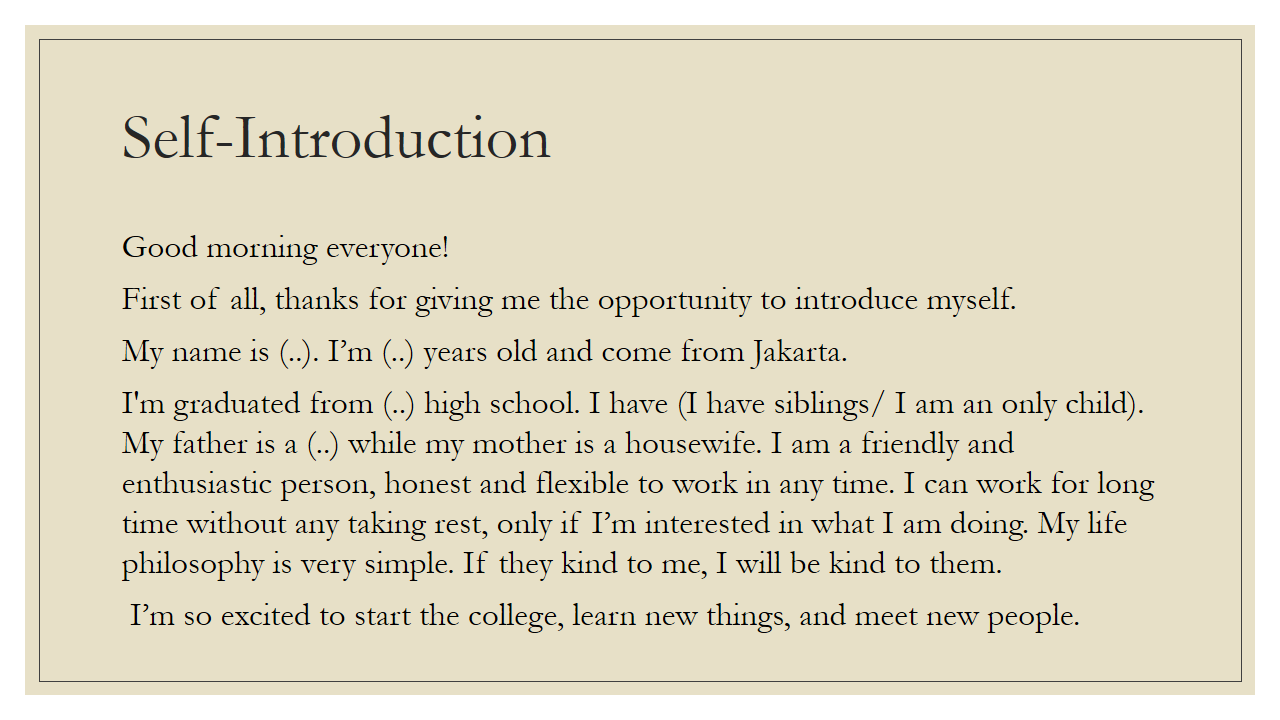 Self-Introduction
Good morning everyone!
First of all, thanks for giving me the opportunity to introduce myself.
My name is (..). I’m (..) years old and come from Jakarta.
I'm graduated from (..) high school. I have (I have siblings/ I am an only child).
My father is a (..) while my mother is a housewife. I am a friendly and
enthusiastic person, honest and flexible to work in any time. I can work for long
time without any taking rest, only if I’m interested in what I am doing. My life
philosophy is very simple. If they kind to me, I will be kind to them.
I’m so excited to start the college, learn new things, and meet new people.